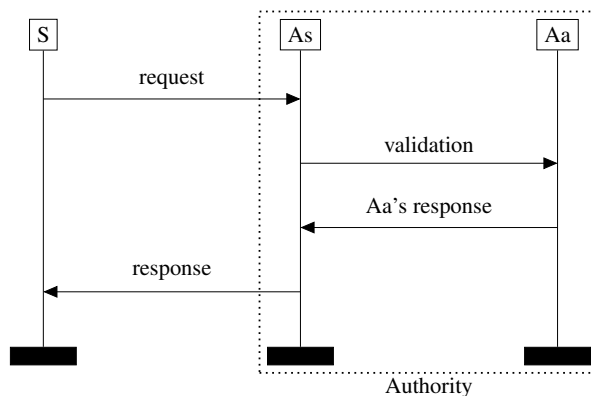 S As Aa
request
validation
Aa's response
response
Authority